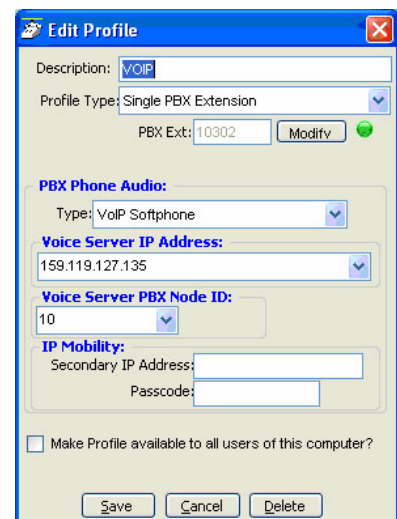 Edit Profile
Description: VOIP
Profile Type: Single PBX Extension
PBX Ext: 10302 Modify
PBX Phone Audio:
Type: VoIP Softphone
Voice Server IP Address:
159.119.127.135
Voice Server PBX Node ID:
10
IP Mobility:
Secondary IP Address:
Passcode:
Make Profile available to all users of this computer?
Save Cancel Delete